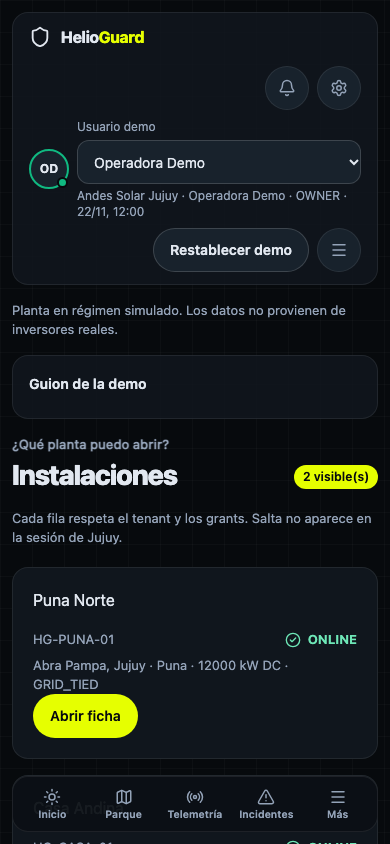 HelioGuard
Usuario demo
OD
Operadora Demo
Andes Solar Jujuy · Operadora Demo · OWNER ·
22/11, 12:00
Restablecer demo
Planta en régimen simulado. Los datos no provienen de
inversores reales.
Guion de la demo
¿Qué planta puedo abrir?
Instalaciones
2 visible(s)
Cada fila respeta el tenant y los grants. Salta no aparece en
la sesión de Jujuy.
Puna Norte
HG-PUNA-01
ONLINE
Abra Pampa, Jujuy · Puna · 12000 kW DC ·
GRID_TIED
Abrir ficha
Inicio
Parque
Telemetría
Incidentes
Más